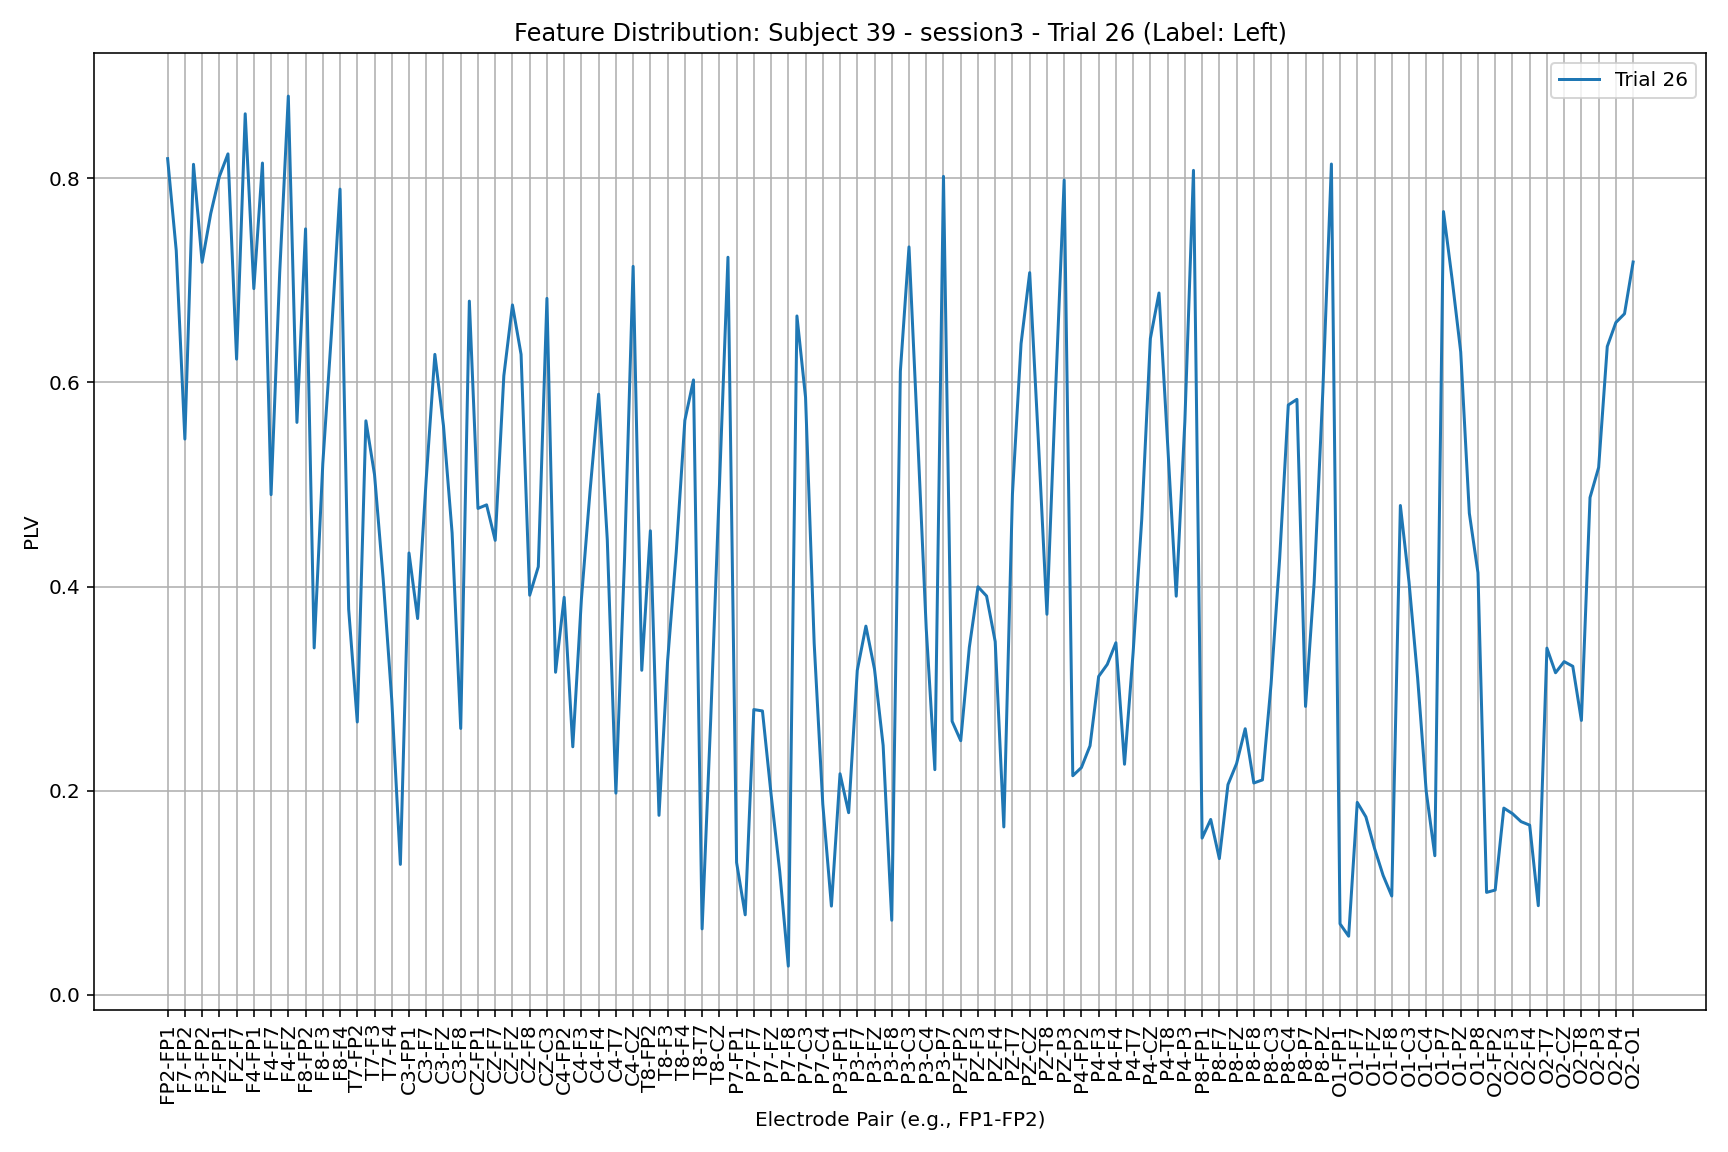 Feature Distribution: Subject 39 - session3 - Trial 26 (Label: Left)
Trial 26
PLV
0.8
0.6
0.4
0.2
0.0
FP2-FP1
F7-FP2
F3-FP2
FZ-FP1
FZ-F7
F4-FP1
F4-F7
F4-FZ
F8-FP2
F8-F3
F8-F4
T7-FP2
T7-F3
T7-F4
C3-FP1
C3-F7
C3-FZ
C3-F8
CZ-FP1
CZ-F7
CZ-FZ
CZ-F8
CZ-C3
C4-FP2
C4-F3
C4-F4
C4-T7
C4-CZ
T8-FP2
T8-F3
T8-F4
T8-T7
T8-CZ
P7-FP1
P7-F7
P7-FZ
P7-F8
P7-C3
P7-C4
P3-FP1
P3-F7
P3-FZ
P3-F8
P3-C3
P3-C4
P3-P7
PZ-FP2
PZ-F3
PZ-F4
PZ-T7
PZ-CZ
PZ-T8
PZ-P3
P4-FP2
P4-F3
P4-F4
P4-T7
P4-CZ
P4-T8
P4-P3
P8-FP1
P8-F7
P8-FZ
P8-F8
P8-C3
P8-C4
P8-P7
P8-PZ
O1-FP1
O1-F7
O1-FZ
O1-F8
O1-C3
O1-C4
O1-P7
O1-PZ
O1-P8
O2-FP2
O2-F3
O2-F4
O2-T7
O2-CZ
O2-T8
O2-P3
O2-P4
O2-O1
Electrode Pair (e.g., FP1-FP2)